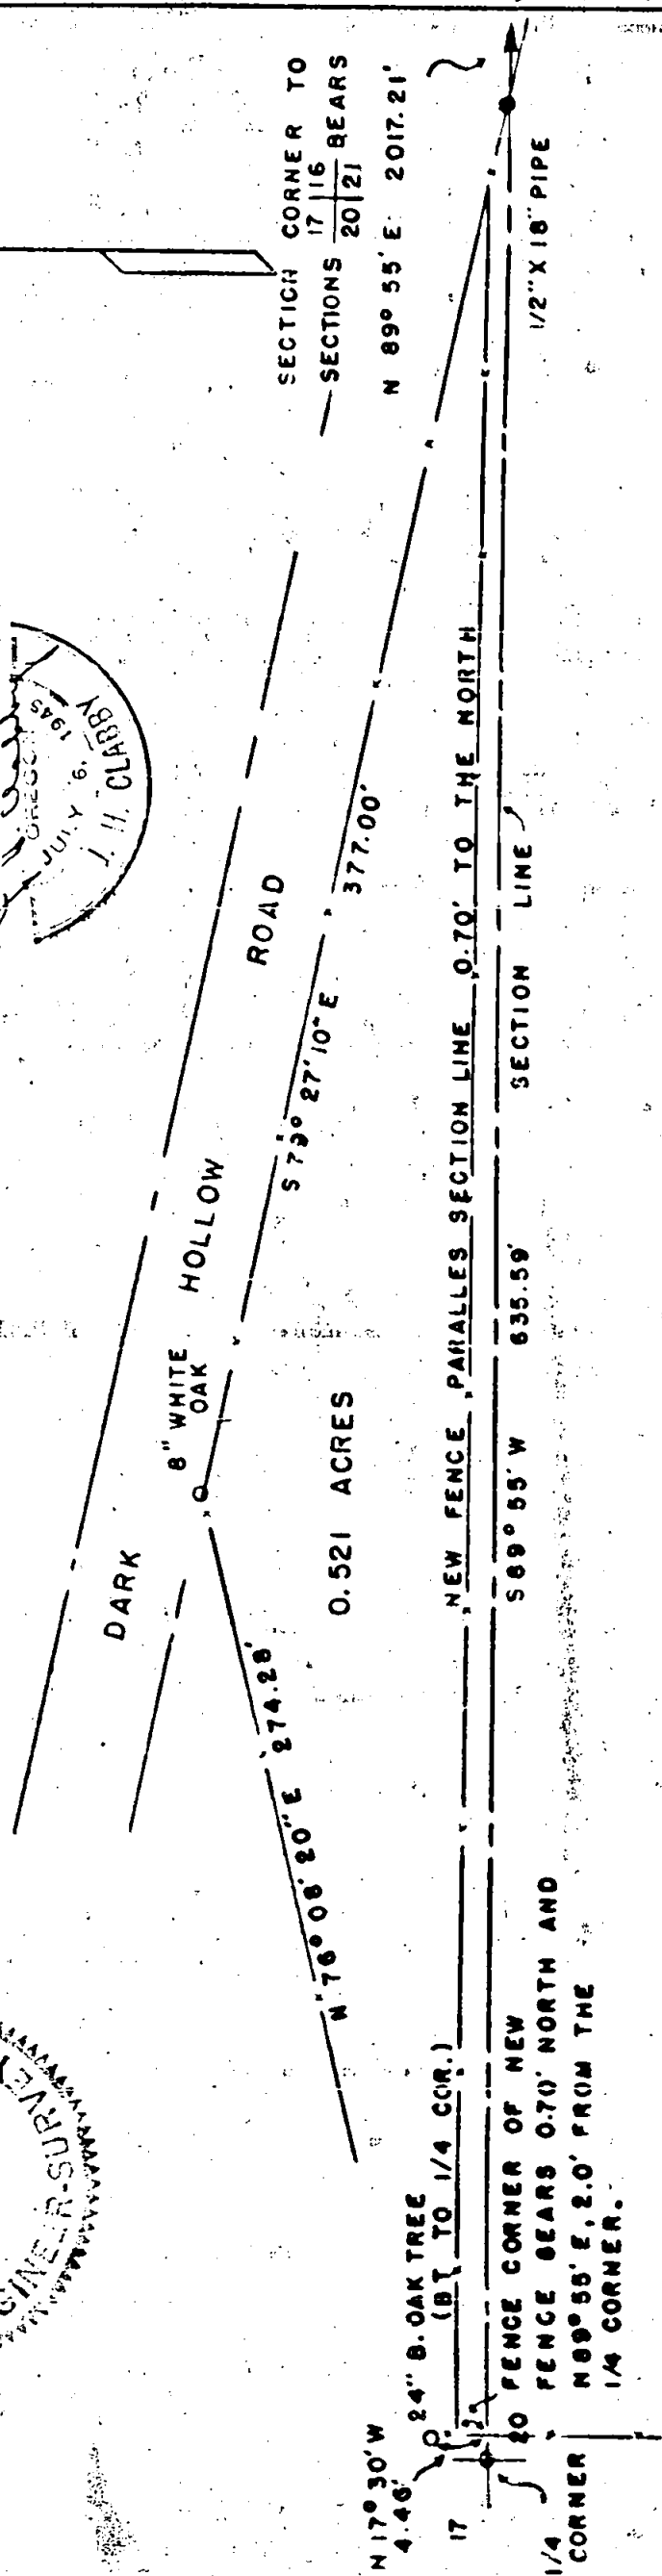 SECTION CORNER TO
SECTIONS 17 | 16 BEARS
20 | 21
N 89° 55' E 2017.21'
1/2" X 18" PIPE
OREGON
JULY 6, 1945
J. H. CLABBY
DARK HOLLOW ROAD
8" WHITE
OAK
S 79° 27' 10" E 377.00'
N 76° 08' 20" E 274.28'
0.521 ACRES
NEW FENCE PARALLES SECTION LINE 0.70' TO THE NORTH
S 89° 55' W 635.59' SECTION LINE
N 17° 30' W
4.46'
24" B. OAK TREE
(BT TO 1/4 COR.)
17
20
FENCE CORNER OF NEW
FENCE BEARS 0.70' NORTH AND
N 89° 55' E, 2.0' FROM THE
1/4 CORNER.
1/4
CORNER